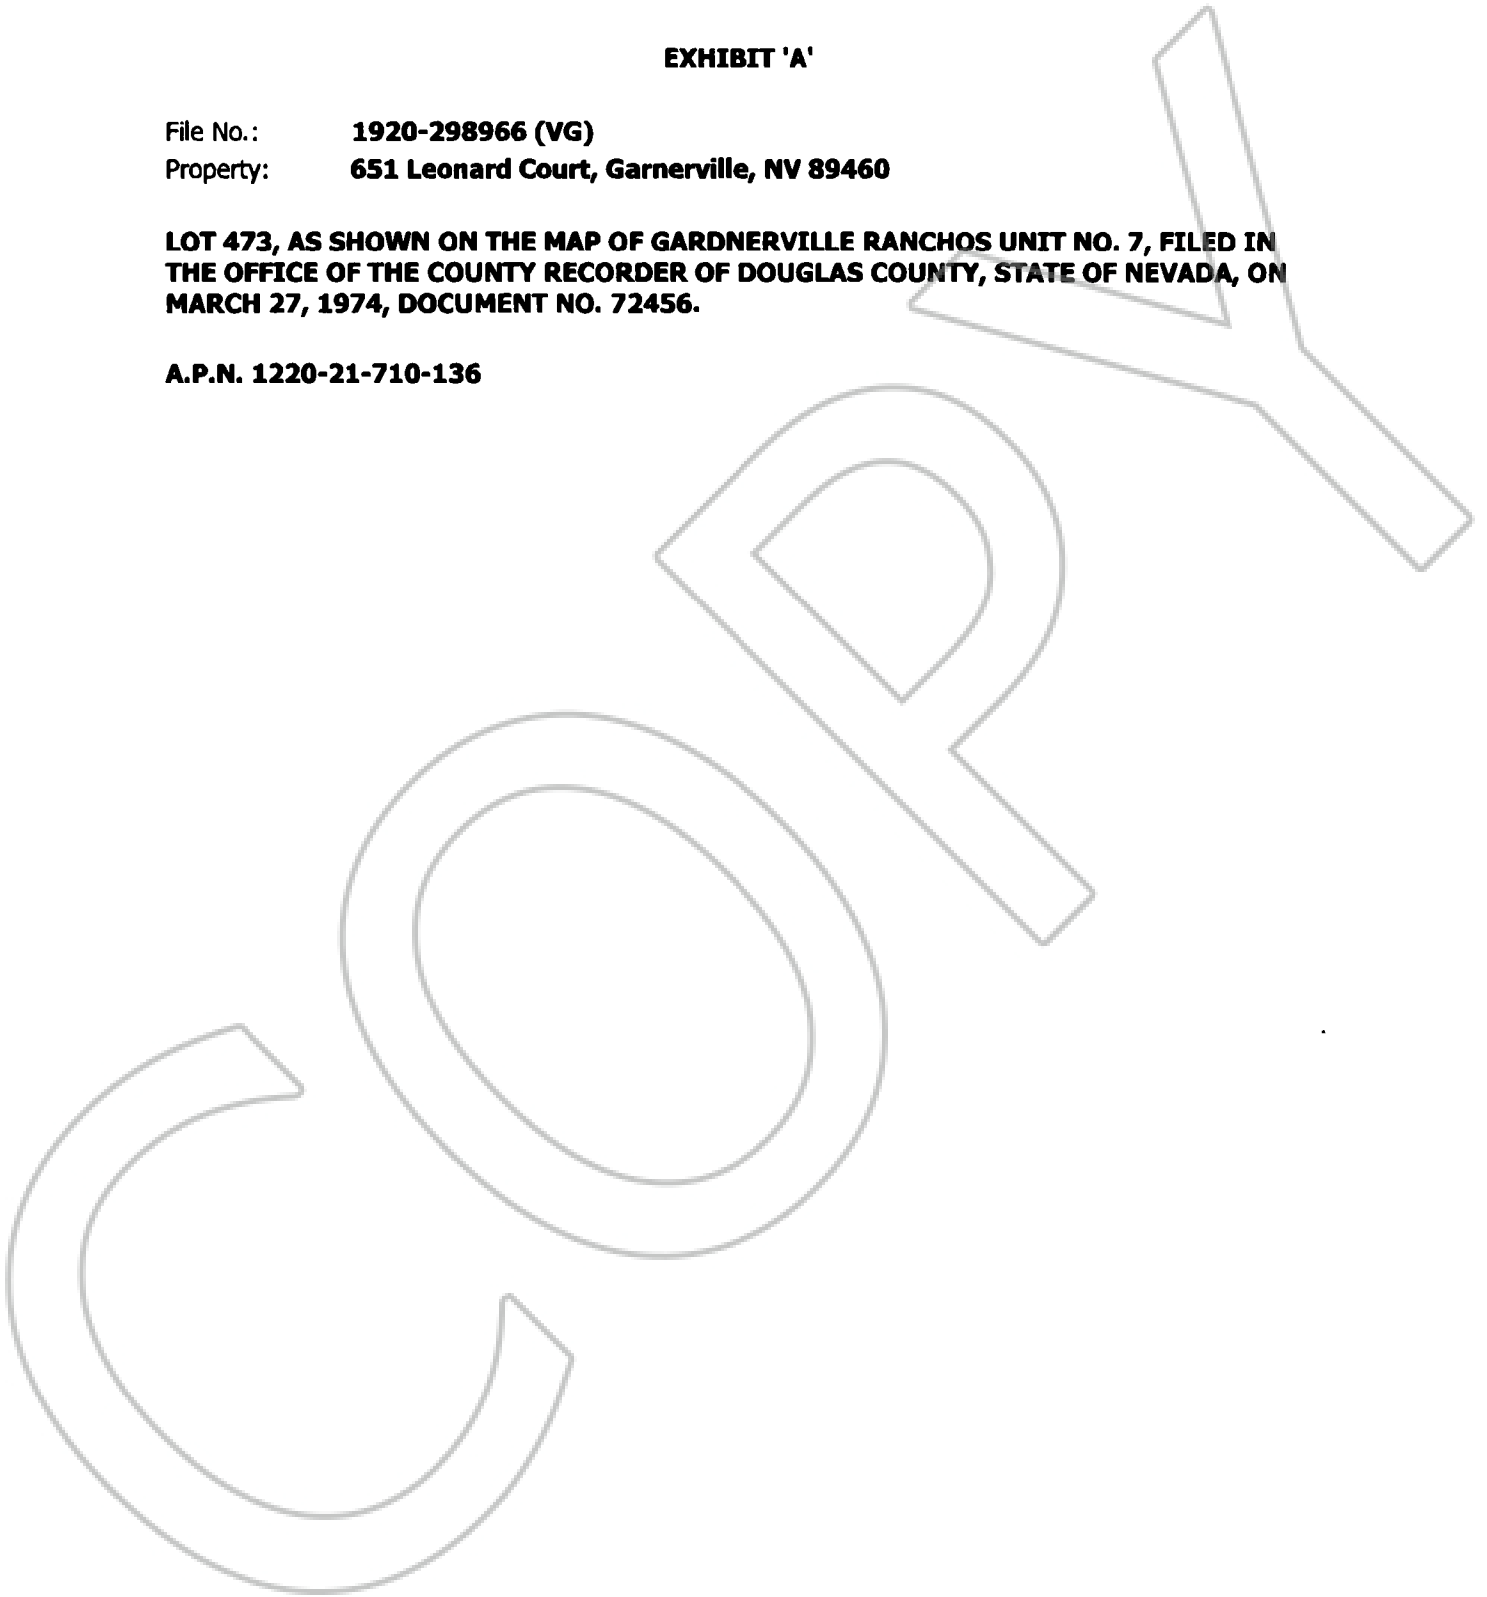 EXHIBIT 'A'
File No.: 1920-298966 (VG)
Property: 651 Leonard Court, Garnerville, NV 89460
LOT 473, AS SHOWN ON THE MAP OF GARDNERVILLE RANCHOS UNIT NO. 7, FILED IN
THE OFFICE OF THE COUNTY RECORDER OF DOUGLAS COUNTY, STATE OF NEVADA, ON
MARCH 27, 1974, DOCUMENT NO. 72456.
A.P.N. 1220-21-710-136
COPY